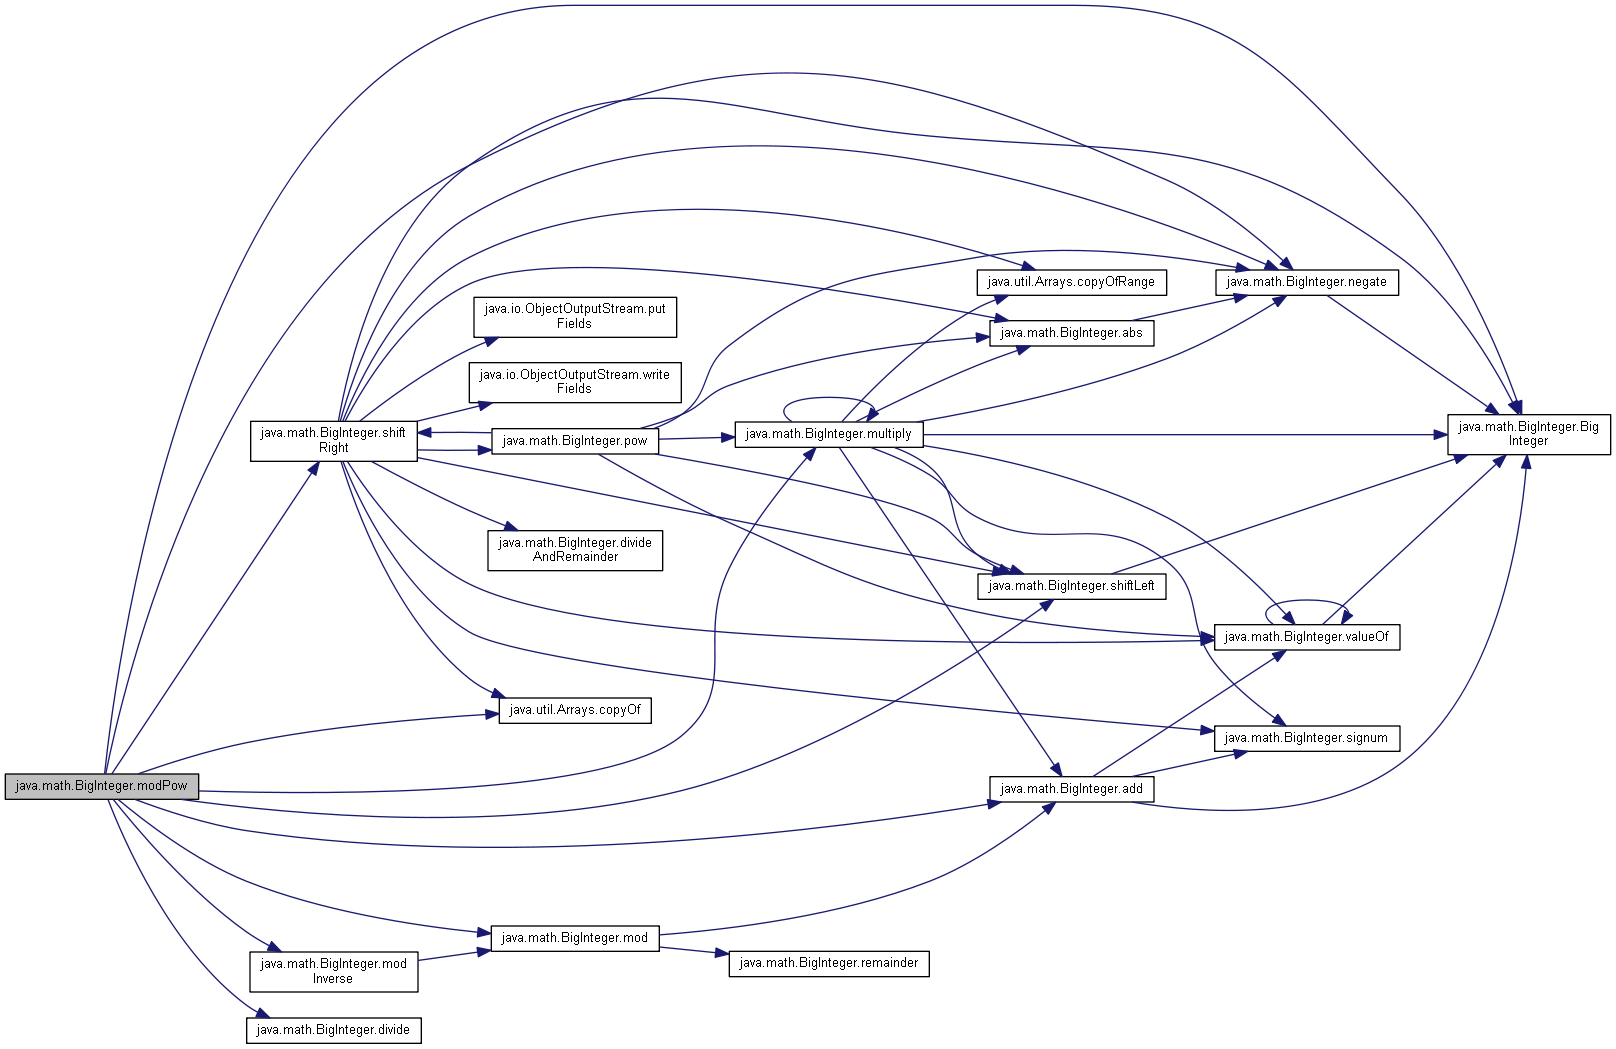 java.util.Arrays.copyOfRange
java.math.BigInteger.negate
java.io.ObjectOutputStream.put
Fields
java.math.BigInteger.abs
java.io.ObjectOutputStream.write
Fields
java.math.BigInteger.shift
Right
java.math.BigInteger.pow
java.math.BigInteger.multiply
java.math.BigInteger.Big
Integer
java.math.BigInteger.divide
AndRemainder
java.math.BigInteger.shiftLeft
java.math.BigInteger.valueOf
java.util.Arrays.copyOf
java.math.BigInteger.signum
java.math.BigInteger.modPow
java.math.BigInteger.add
java.math.BigInteger.mod
java.math.BigInteger.remainder
java.math.BigInteger.mod
Inverse
java.math.BigInteger.divide